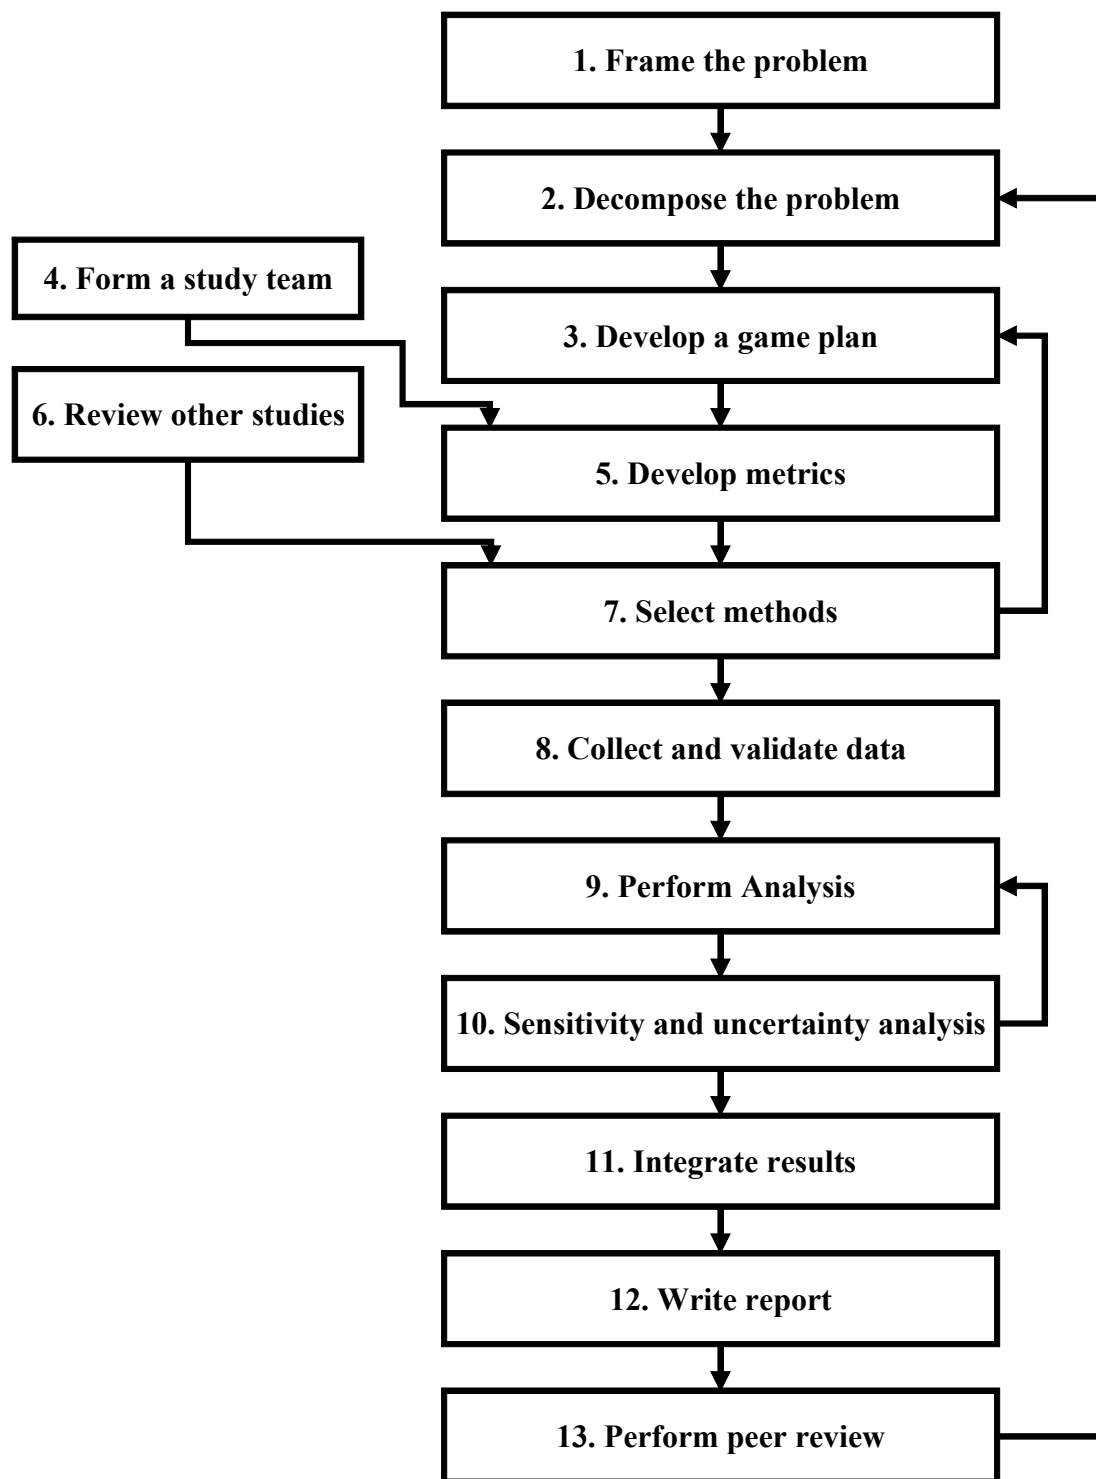 1. Frame the problem
2. Decompose the problem
4. Form a study team
3. Develop a game plan
6. Review other studies
5. Develop metrics
7. Select methods
8. Collect and validate data
9. Perform Analysis
10. Sensitivity and uncertainty analysis
11. Integrate results
12. Write report
13. Perform peer review